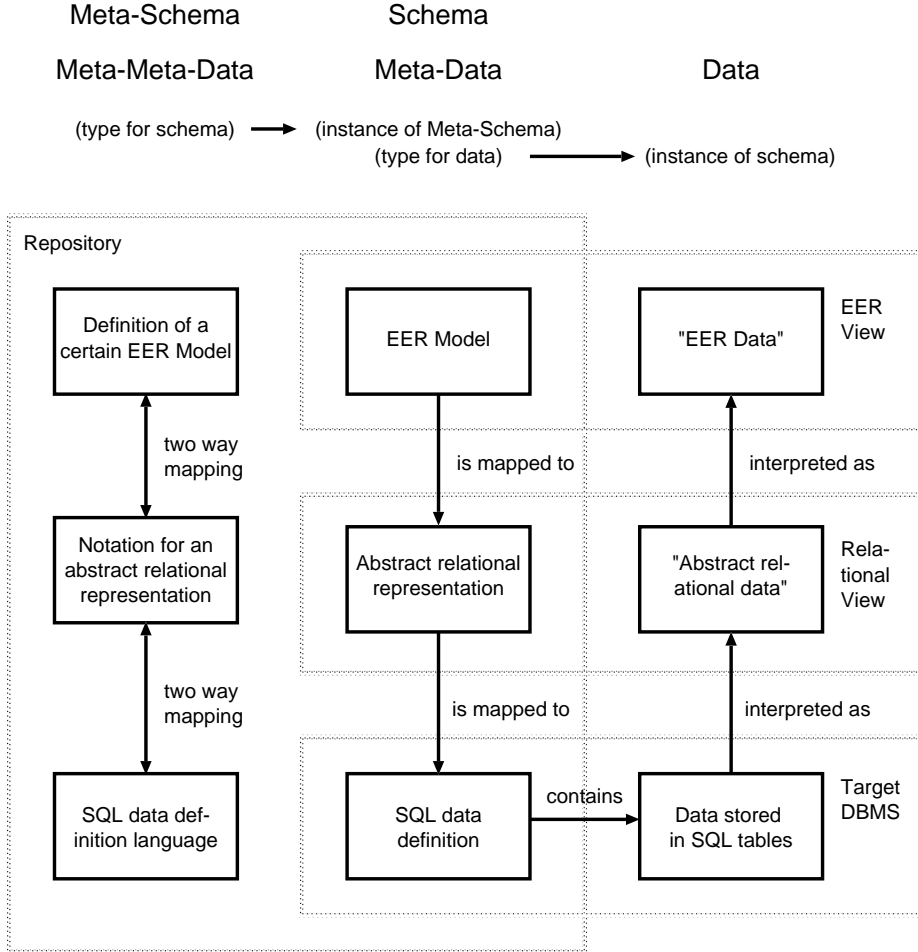 Meta-Schema
Schema
Meta-Meta-Data
Meta-Data
Data
(type for schema)
(instance of Meta-Schema)
(type for data)
(instance of schema)
Repository
Definition of a
certain EER Model
EER Model
"EER Data"
EER
View
two way
mapping
is mapped to
interpreted as
Notation for an
abstract relational
representation
Abstract relational
representation
"Abstract rel-
ational data"
Rela-
tional
View
two way
mapping
is mapped to
interpreted as
SQL data def-
inition language
SQL data
definition
contains
Data stored
in SQL tables
Target
DBMS